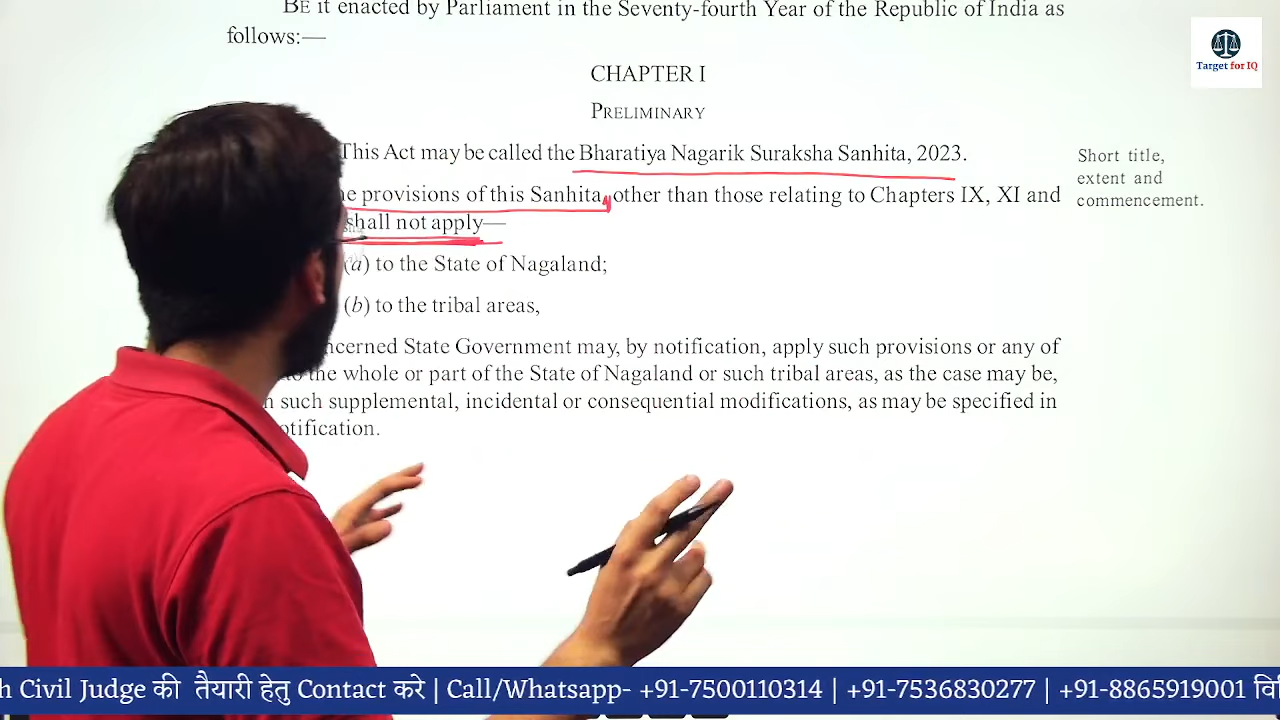 BE it enacted by Parliament in the Seventy-fourth Year of the Republic of India as
follows:—
Target for IQ
CHAPTER I
PRELIMINARY
This Act may be called the Bharatiya Nagarik Suraksha Sanhita, 2023.
Short title,
extent and
commencement.
provisions of this Sanhita, other than those relating to Chapters IX, XI and
shall not apply—
(a) to the State of Nagaland;
(b) to the tribal areas,
State Government may, by notification, apply such provisions or any of
the whole or part of the State of Nagaland or such tribal areas, as the case may be,
such supplemental, incidental or consequential modifications, as may be specified in
Civil Judge की तैयारी हेतु Contact करे | Call/Whatsapp- +91-7500110314 | +91-7536830277 | +91-8865919001